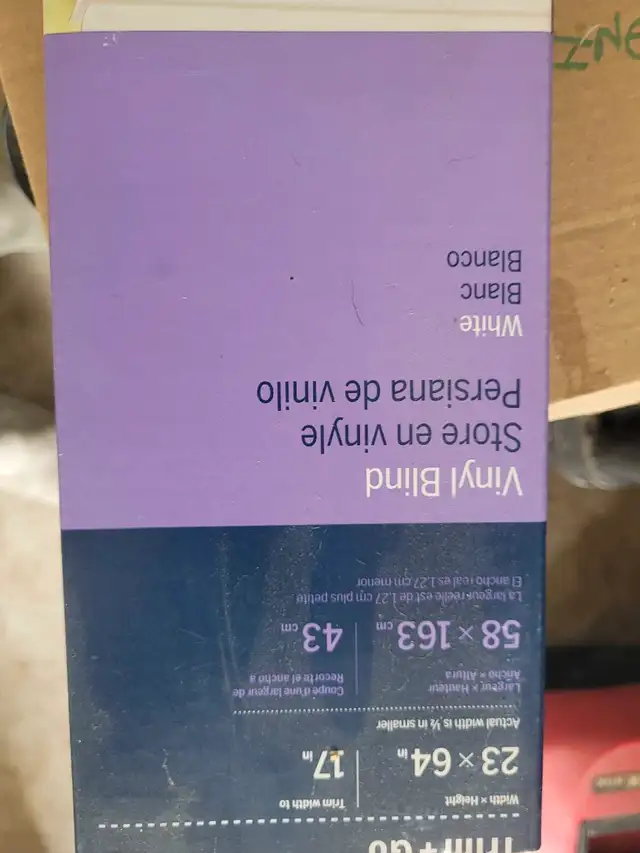 Trim + Go
Width × Height
23 × 64 in
Trim width to
17 in
Actual width is ½ in smaller
Largeur × Hauteur
Ancho × Altura
58 × 163 cm
Coupe d'une largeur de
Recorte el ancho a
43 cm
La largeur réelle est de 1.27 cm plus petite
El ancho real es 1.27 cm menor
Vinyl Blind
Store en vinyle
Persiana de vinilo
White
Blanc
Blanco